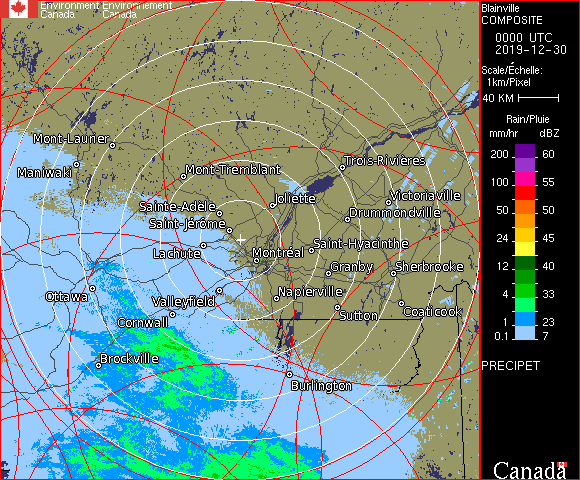 Environment Environnement
Canada Canada
Blainville
COMPOSITE
0000 UTC
2019-12-30
Scale/Échelle:
1km/Pixel
40 KM
Rain/Pluie
mm/hr dBZ
200 60
100 55
50 50
24 45
12 40
4 33
1 23
0.1 7
PRECIPET
Canada
Mont-Laurier
Maniwaki
Mont-Tremblant
Trois-Rivières
Sainte-Adèle
Joliette
Victoriaville
Saint-Jérôme
Drummondville
Lachute
Montréal
Saint-Hyacinthe
Granby
Sherbrooke
Ottawa
Valleyfield
Napierville
Cornwall
Sutton
Coaticook
Brockville
Burlington